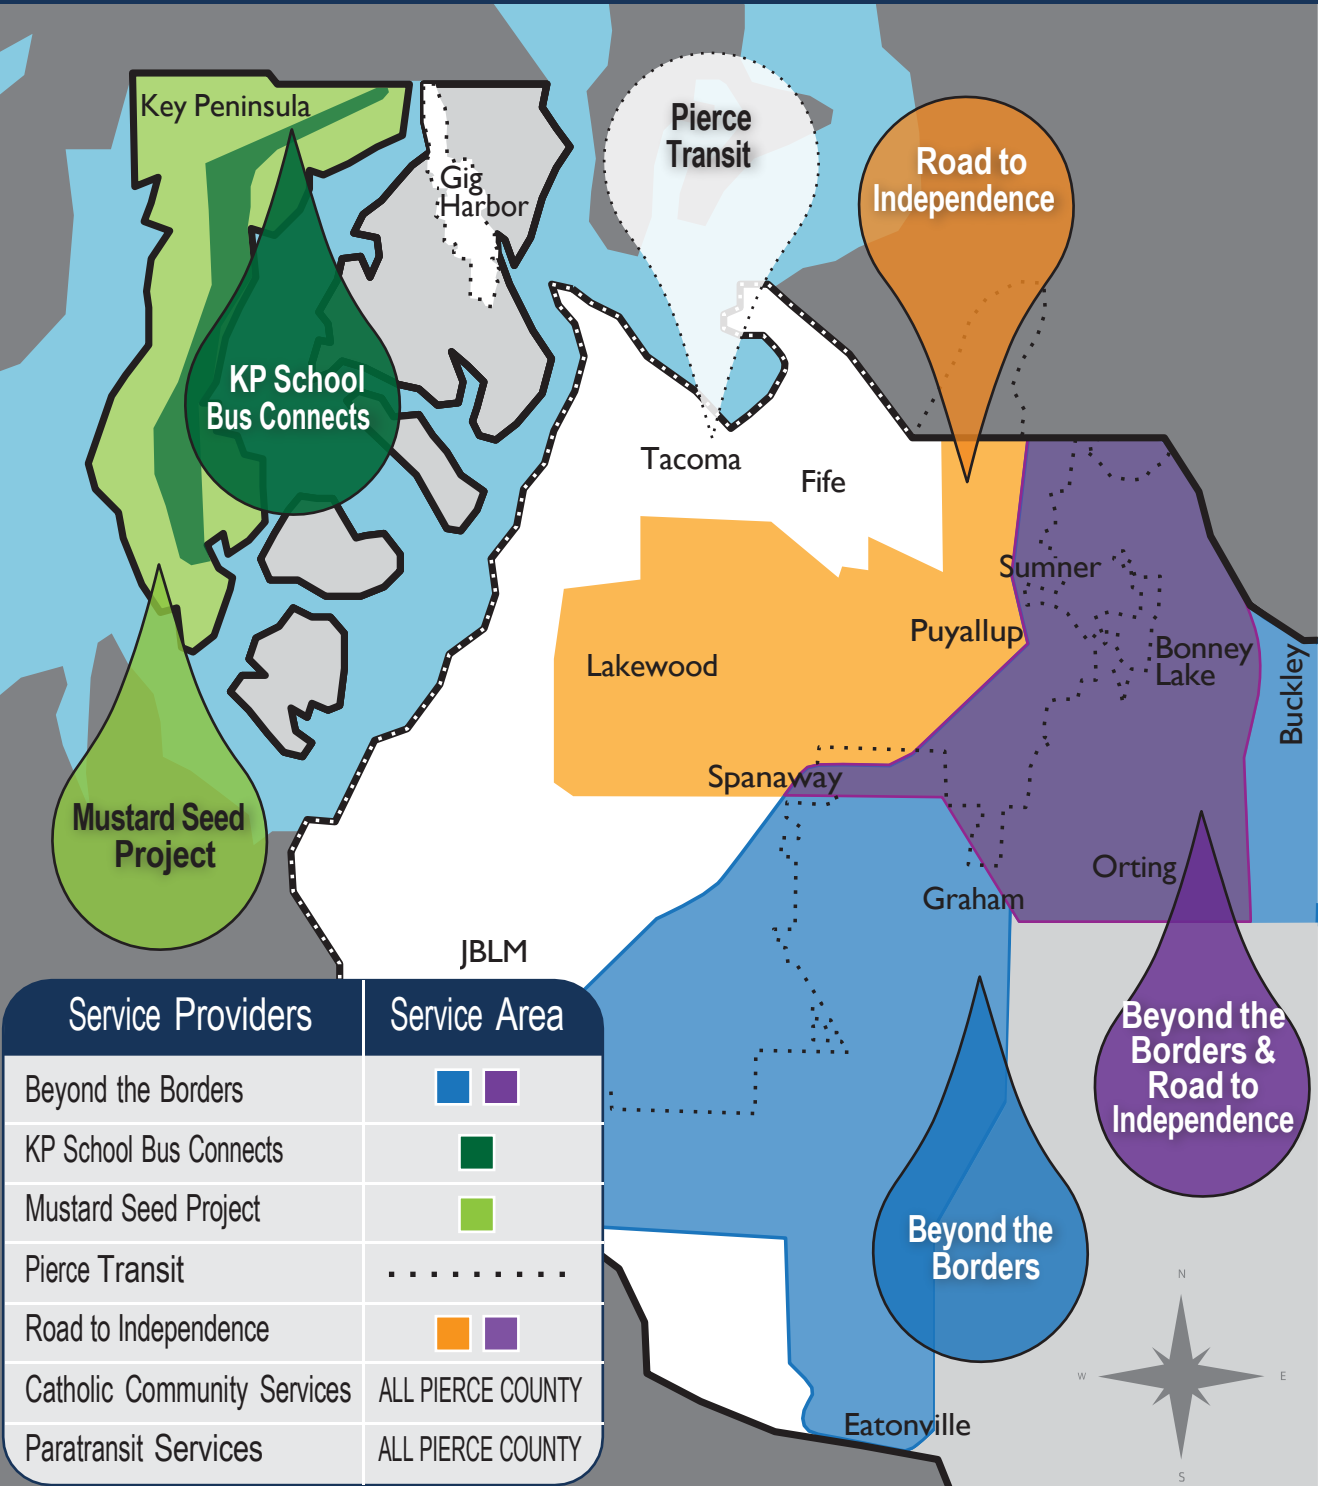 Key Peninsula
Gig
Harbor
Pierce
Transit
Road to
Independence
KP School
Bus Connects
Tacoma
Fife
Sumner
Puyallup
Bonney
Lake
Buckley
Lakewood
Spanaway
Mustard Seed
Project
Orting
Graham
JBLM
Beyond the
Borders &
Road to
Independence
Beyond the
Borders
Eatonville
N
W
E
S
Service Providers Service Area
Beyond the Borders
KP School Bus Connects
Mustard Seed Project
Pierce Transit
Road to Independence
Catholic Community Services ALL PIERCE COUNTY
Paratransit Services ALL PIERCE COUNTY